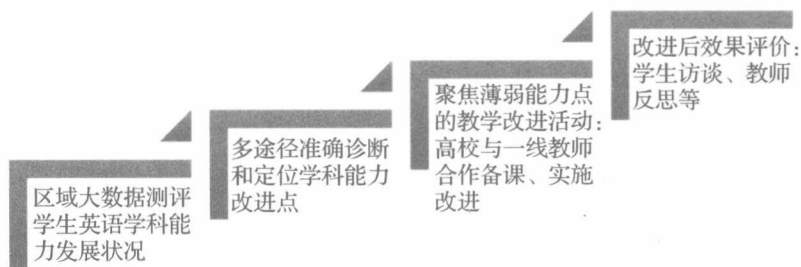 区域大数据测评
学生英语学科能
力发展状况
多途径准确诊断
和定位学科能力
改进点
聚焦薄弱能力点
的教学改进活动：
高校与一线教师
合作备课、实施
改进
改进后效果评价：
学生访谈、教师
反思等